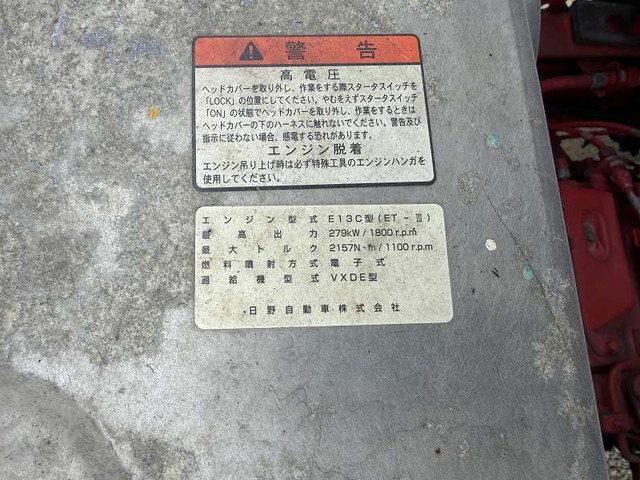 警告
高電圧
ヘッドカバーを取り外し、作業をする際スタータスイッチを
「LOCK」の位置にしてください。やむをえずスタータスイッチ
「ON」の状態でヘッドカバーを取り外し、作業をするときは
ヘッドカバーの下のハーネスに触れないでください。警告及び
指示に従わない場合、感電する恐れがあります。
エンジン脱着
エンジン吊り上げ時は必ず特殊工具のエンジンハンガを
使用してください。
エンジン型式 E13C型(ET-Ⅲ)
最高出力 279kW/1800r.p.m
最大トルク 2157N・m/1100r.p.m
燃料噴射方式 電子式
過給機型式 VXDE型
日野自動車株式会社